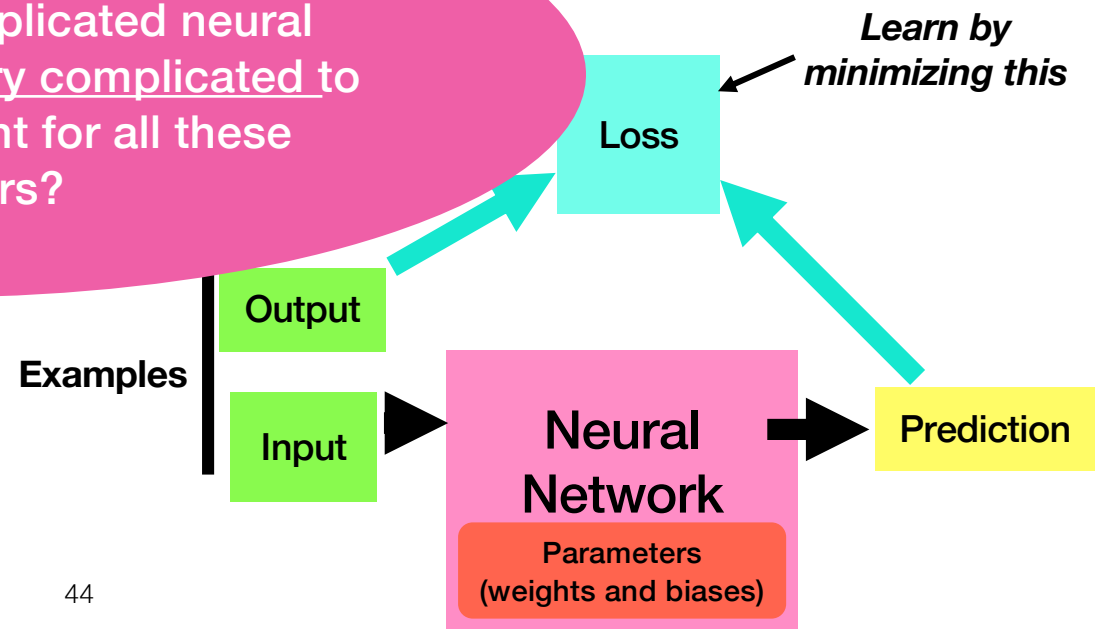 plicated neural
ry complicated to
nt for all these
rs?
Learn by
minimizing this
Loss
Output
Examples
Input
Neural
Network
Prediction
Parameters
(weights and biases)
44